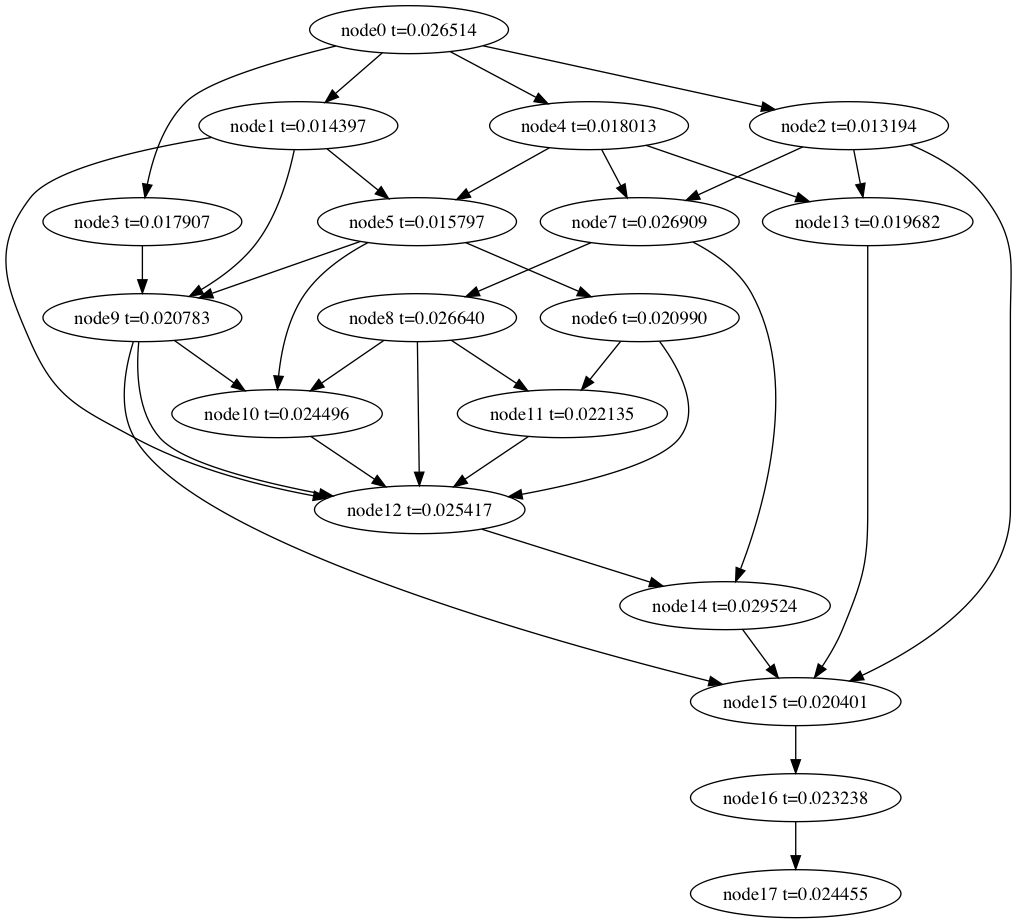 node0 t=0.026514
node1 t=0.014397
node4 t=0.018013
node2 t=0.013194
node3 t=0.017907
node5 t=0.015797
node7 t=0.026909
node13 t=0.019682
node9 t=0.020783
node8 t=0.026640
node6 t=0.020990
node10 t=0.024496
node11 t=0.022135
node12 t=0.025417
node14 t=0.029524
node15 t=0.020401
node16 t=0.023238
node17 t=0.024455